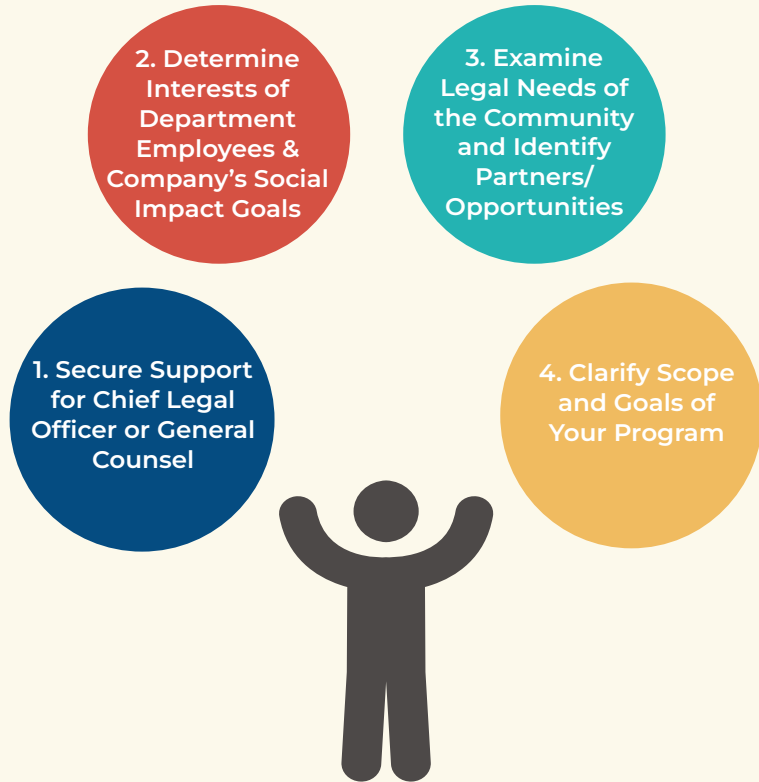 1. Secure Support
for Chief Legal
Officer or General
Counsel
2. Determine
Interests of
Department
Employees &
Company’s Social
Impact Goals
3. Examine
Legal Needs of
the Community
and Identify
Partners/
Opportunities
4. Clarify Scope
and Goals of
Your Program